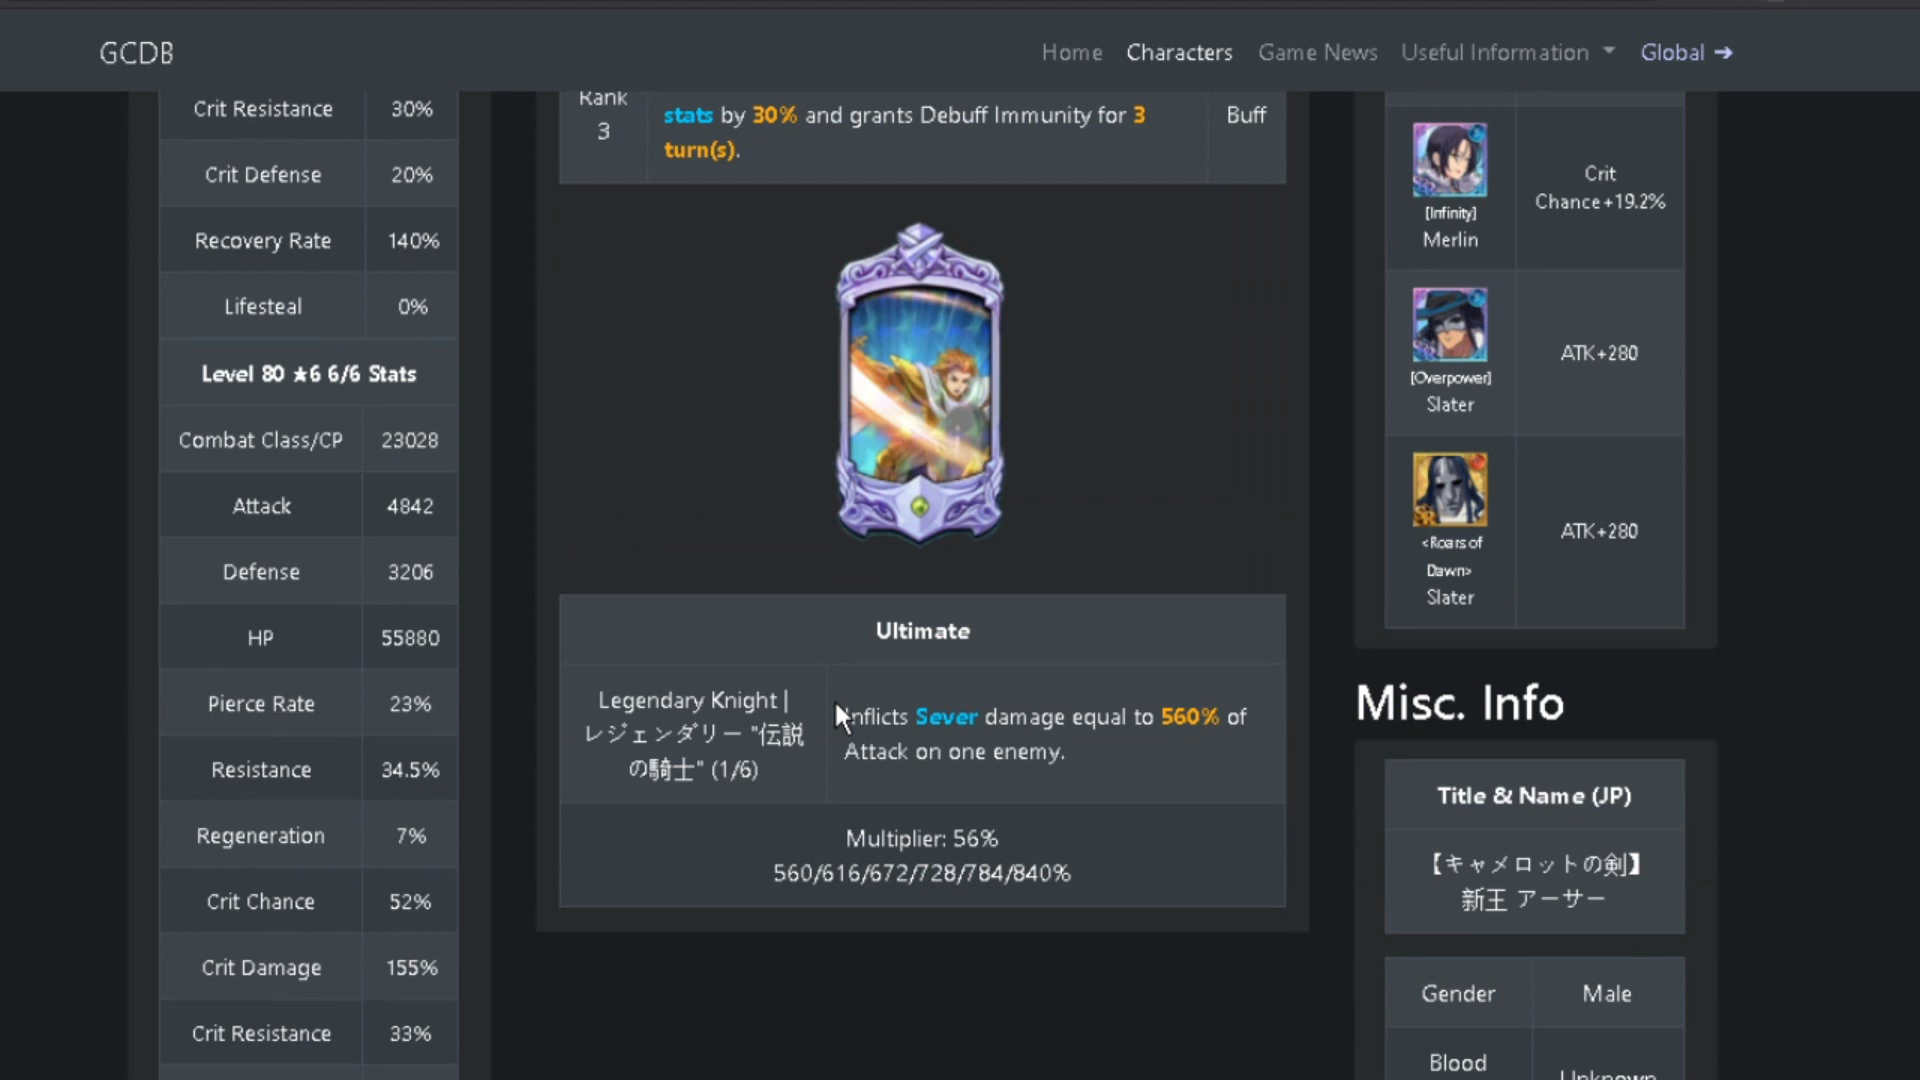 GCDB
Home Characters Game News Useful Information Global →
Crit Resistance 30%
Crit Defense 20%
Recovery Rate 140%
Lifesteal 0%
Level 80 ★6 6/6 Stats
Combat Class/CP 23028
Attack 4842
Defense 3206
HP 55880
Pierce Rate 23%
Resistance 34.5%
Regeneration 7%
Crit Chance 52%
Crit Damage 155%
Crit Resistance 33%
Rank
3
stats by 30% and grants Debuff Immunity for 3
turn(s).
Buff
Ultimate
Legendary Knight |
レジェンダリー "伝説
の騎士" (1/6)
Inflicts Sever damage equal to 560% of
Attack on one enemy.
Multiplier: 56%
560/616/672/728/784/840%
[Infinity]
Merlin
Crit
Chance+19.2%
[Overpower]
Slater
ATK+280
SR
<Roars of
Dawn>
Slater
ATK+280
Misc. Info
Title & Name (JP)
【キャメロットの剣】
新王 アーサー
Gender Male
Blood
Unknown